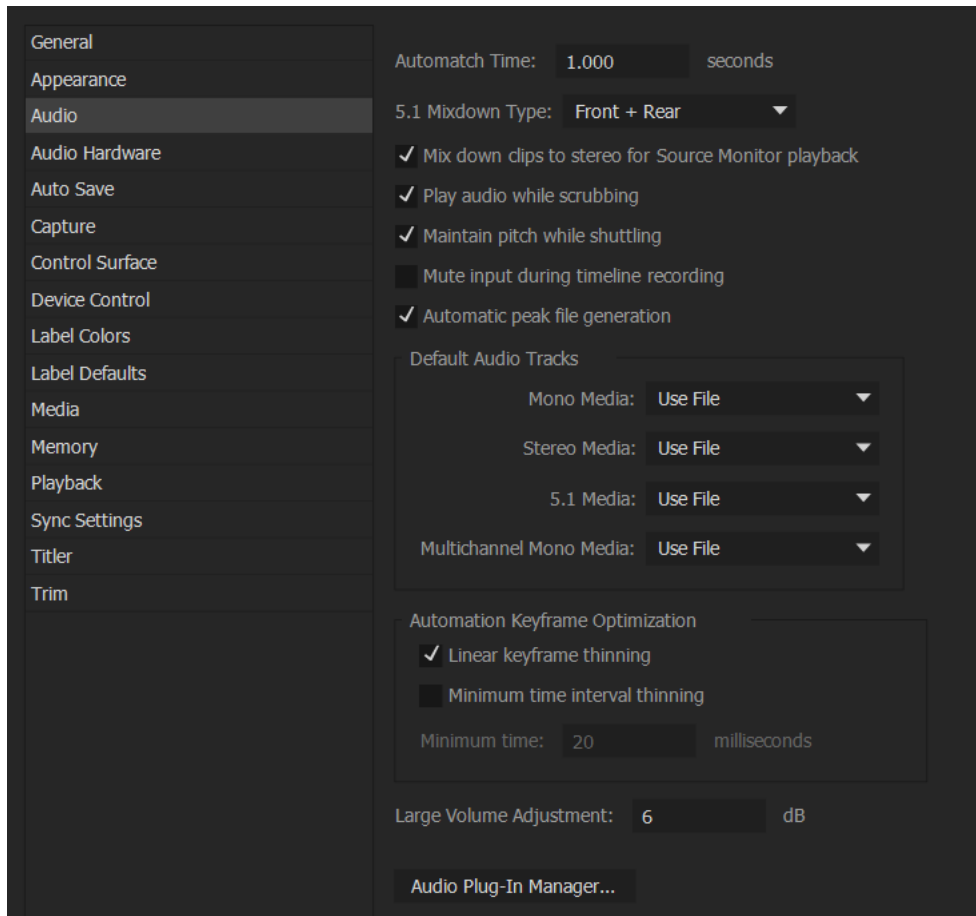 General
Appearance
Audio
Audio Hardware
Auto Save
Capture
Control Surface
Device Control
Label Colors
Label Defaults
Media
Memory
Playback
Sync Settings
Titler
Trim
Automatch Time: 1.000 seconds
5.1 Mixdown Type: Front + Rear
Mix down clips to stereo for Source Monitor playback
Play audio while scrubbing
Maintain pitch while shuttling
Mute input during timeline recording
Automatic peak file generation
Default Audio Tracks
Mono Media: Use File
Stereo Media: Use File
5.1 Media: Use File
Multichannel Mono Media: Use File
Automation Keyframe Optimization
Linear keyframe thinning
Minimum time interval thinning
Minimum time: 20 milliseconds
Large Volume Adjustment: 6 dB
Audio Plug-In Manager...